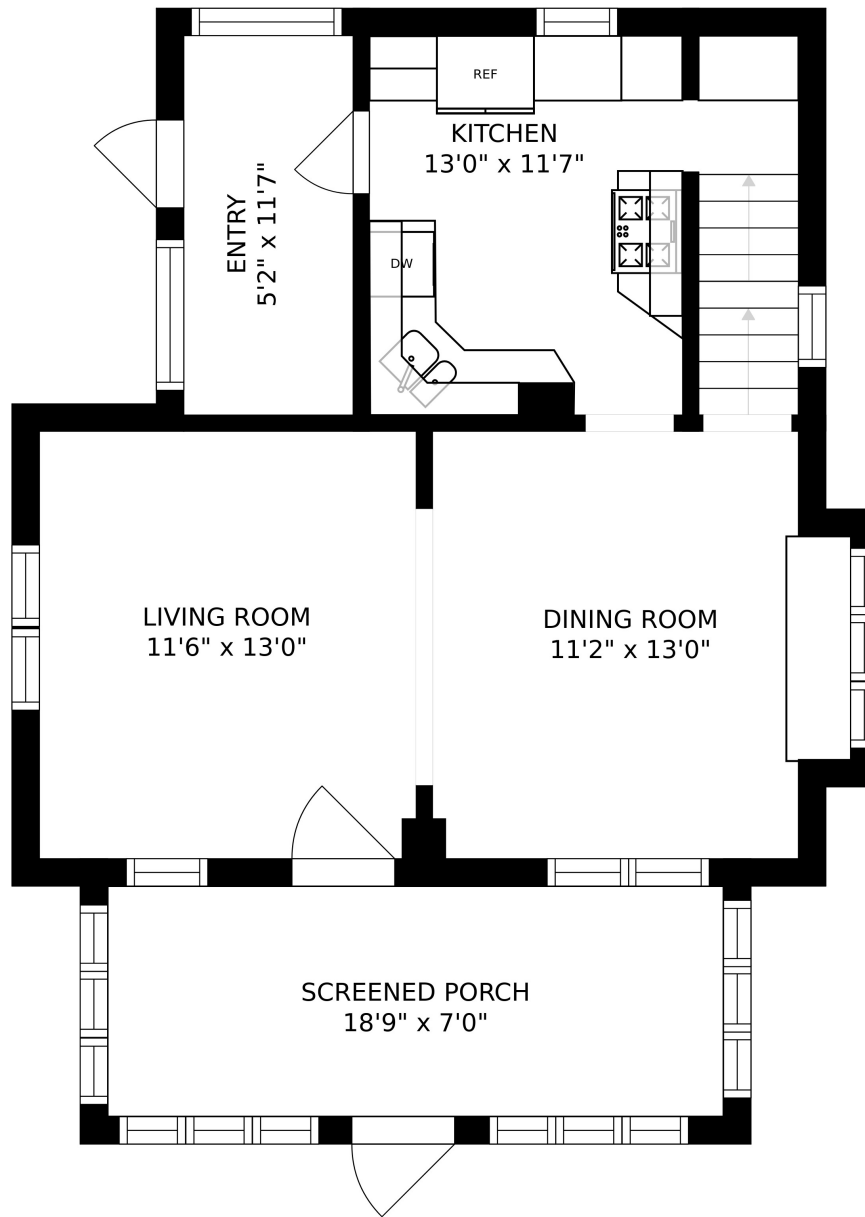 REF
KITCHEN
13'0" x 11'7"
ENTRY
5'2" x 11'7"
DW
LIVING ROOM
11'6" x 13'0"
DINING ROOM
11'2" x 13'0"
SCREENED PORCH
18'9" x 7'0"